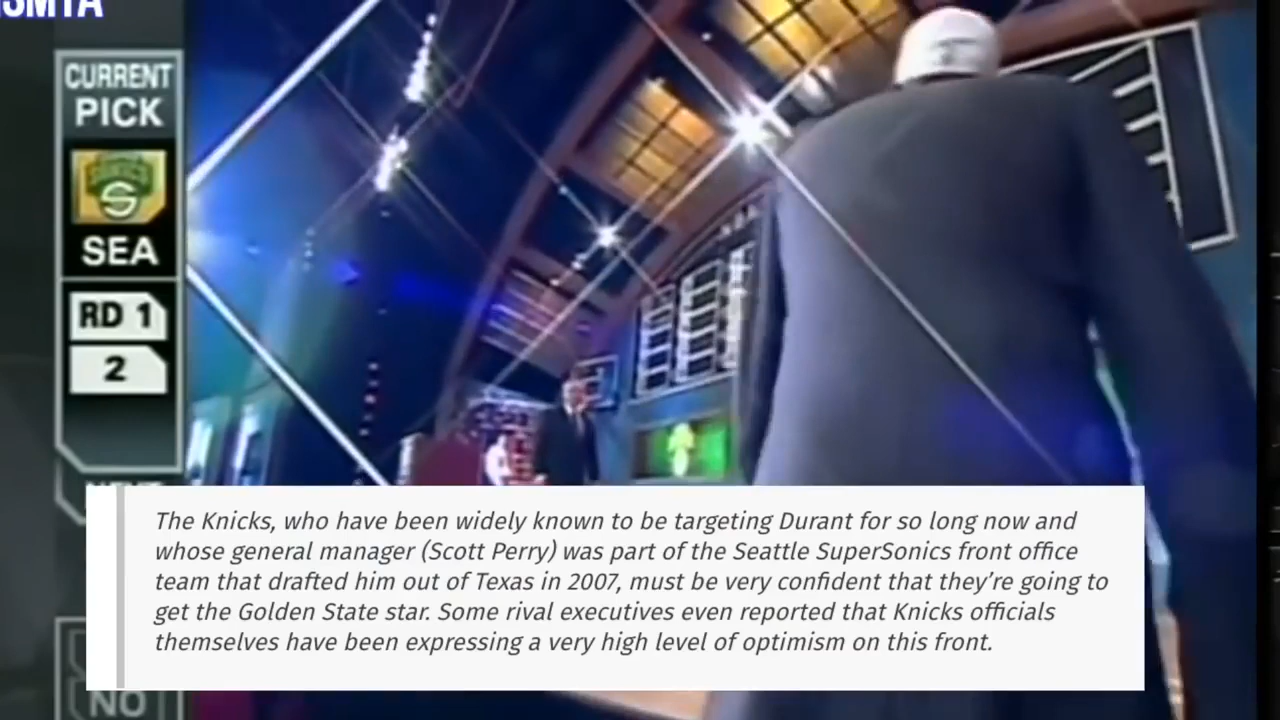 CURRENT
PICK
SONICS
SEA
RD 1
2
The Knicks, who have been widely known to be targeting Durant for so long now and
whose general manager (Scott Perry) was part of the Seattle SuperSonics front office
team that drafted him out of Texas in 2007, must be very confident that they’re going to
get the Golden State star. Some rival executives even reported that Knicks officials
themselves have been expressing a very high level of optimism on this front.
NO